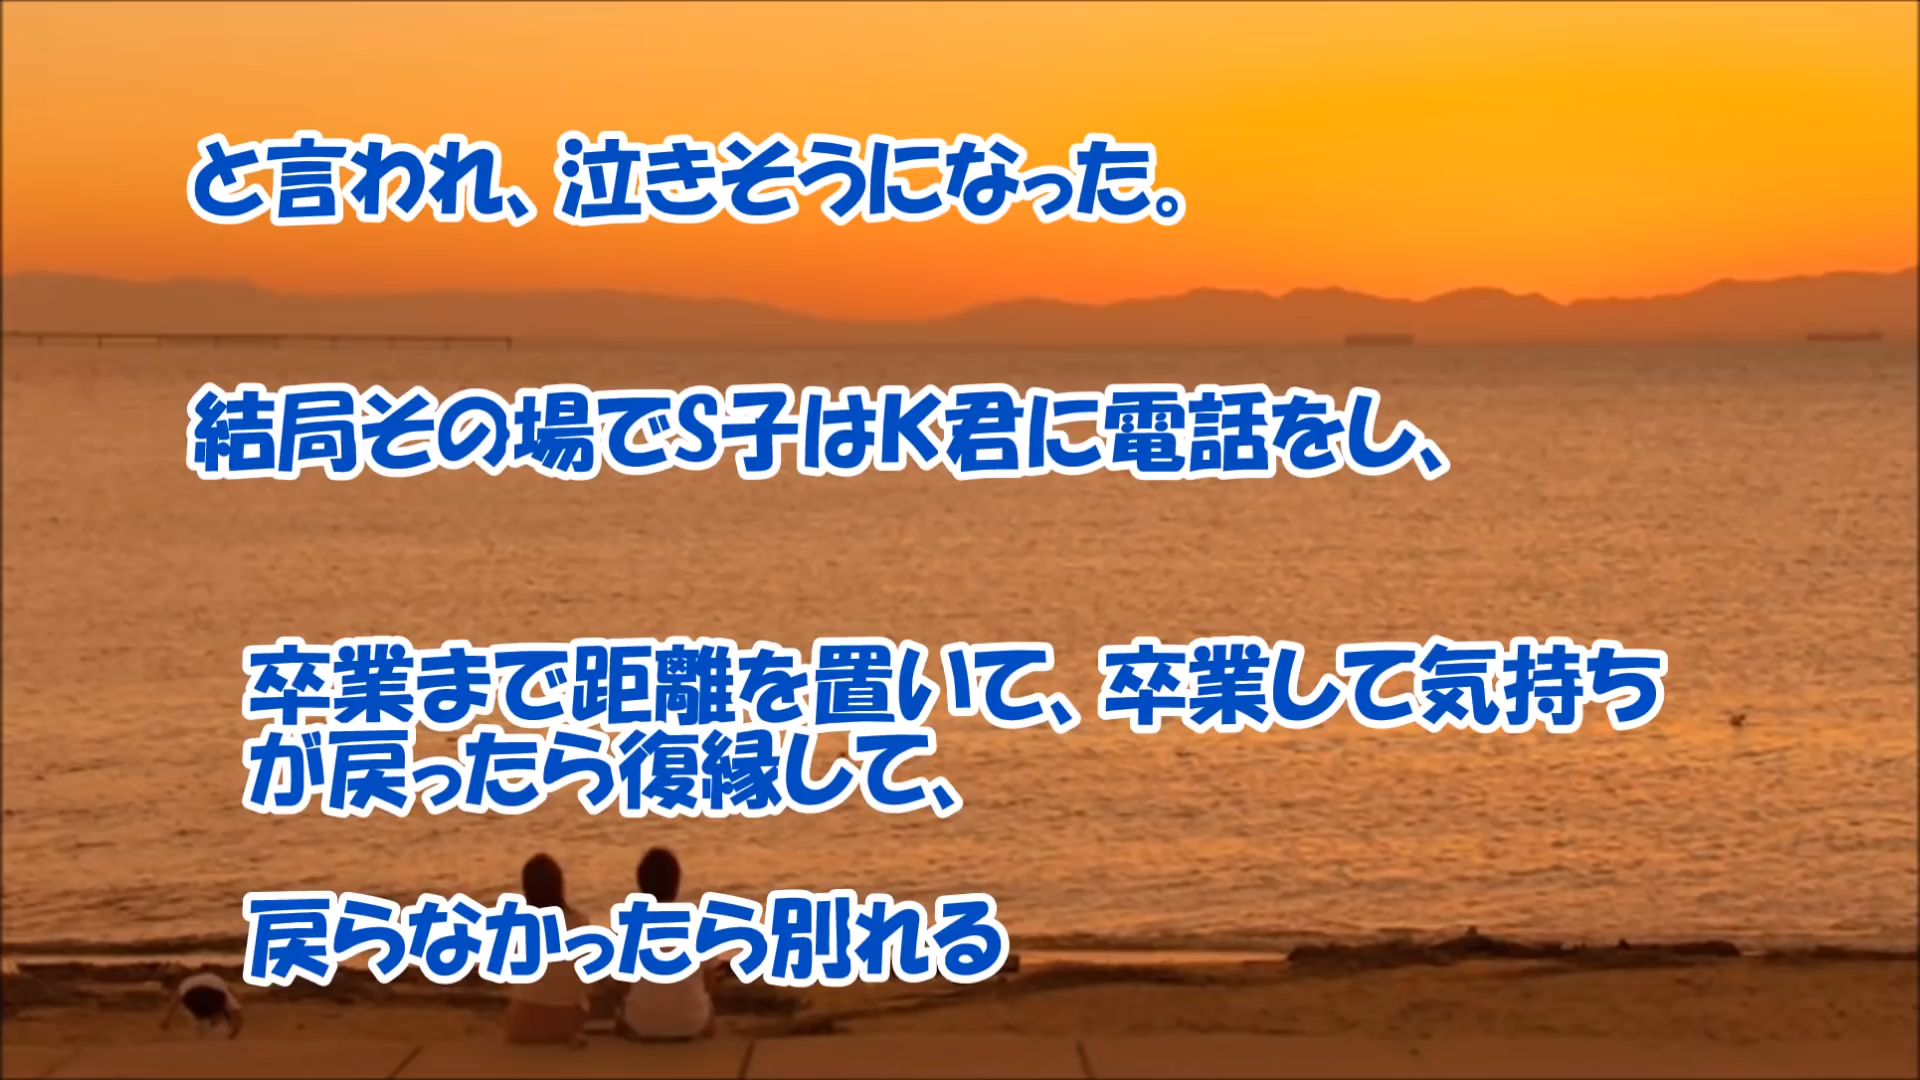 と言われ、泣きそうになった。
結局その場でS子はK君に電話をし、
卒業まで距離を置いて、卒業して気持ち
が戻ったら復縁して、
戻らなかったら別れる